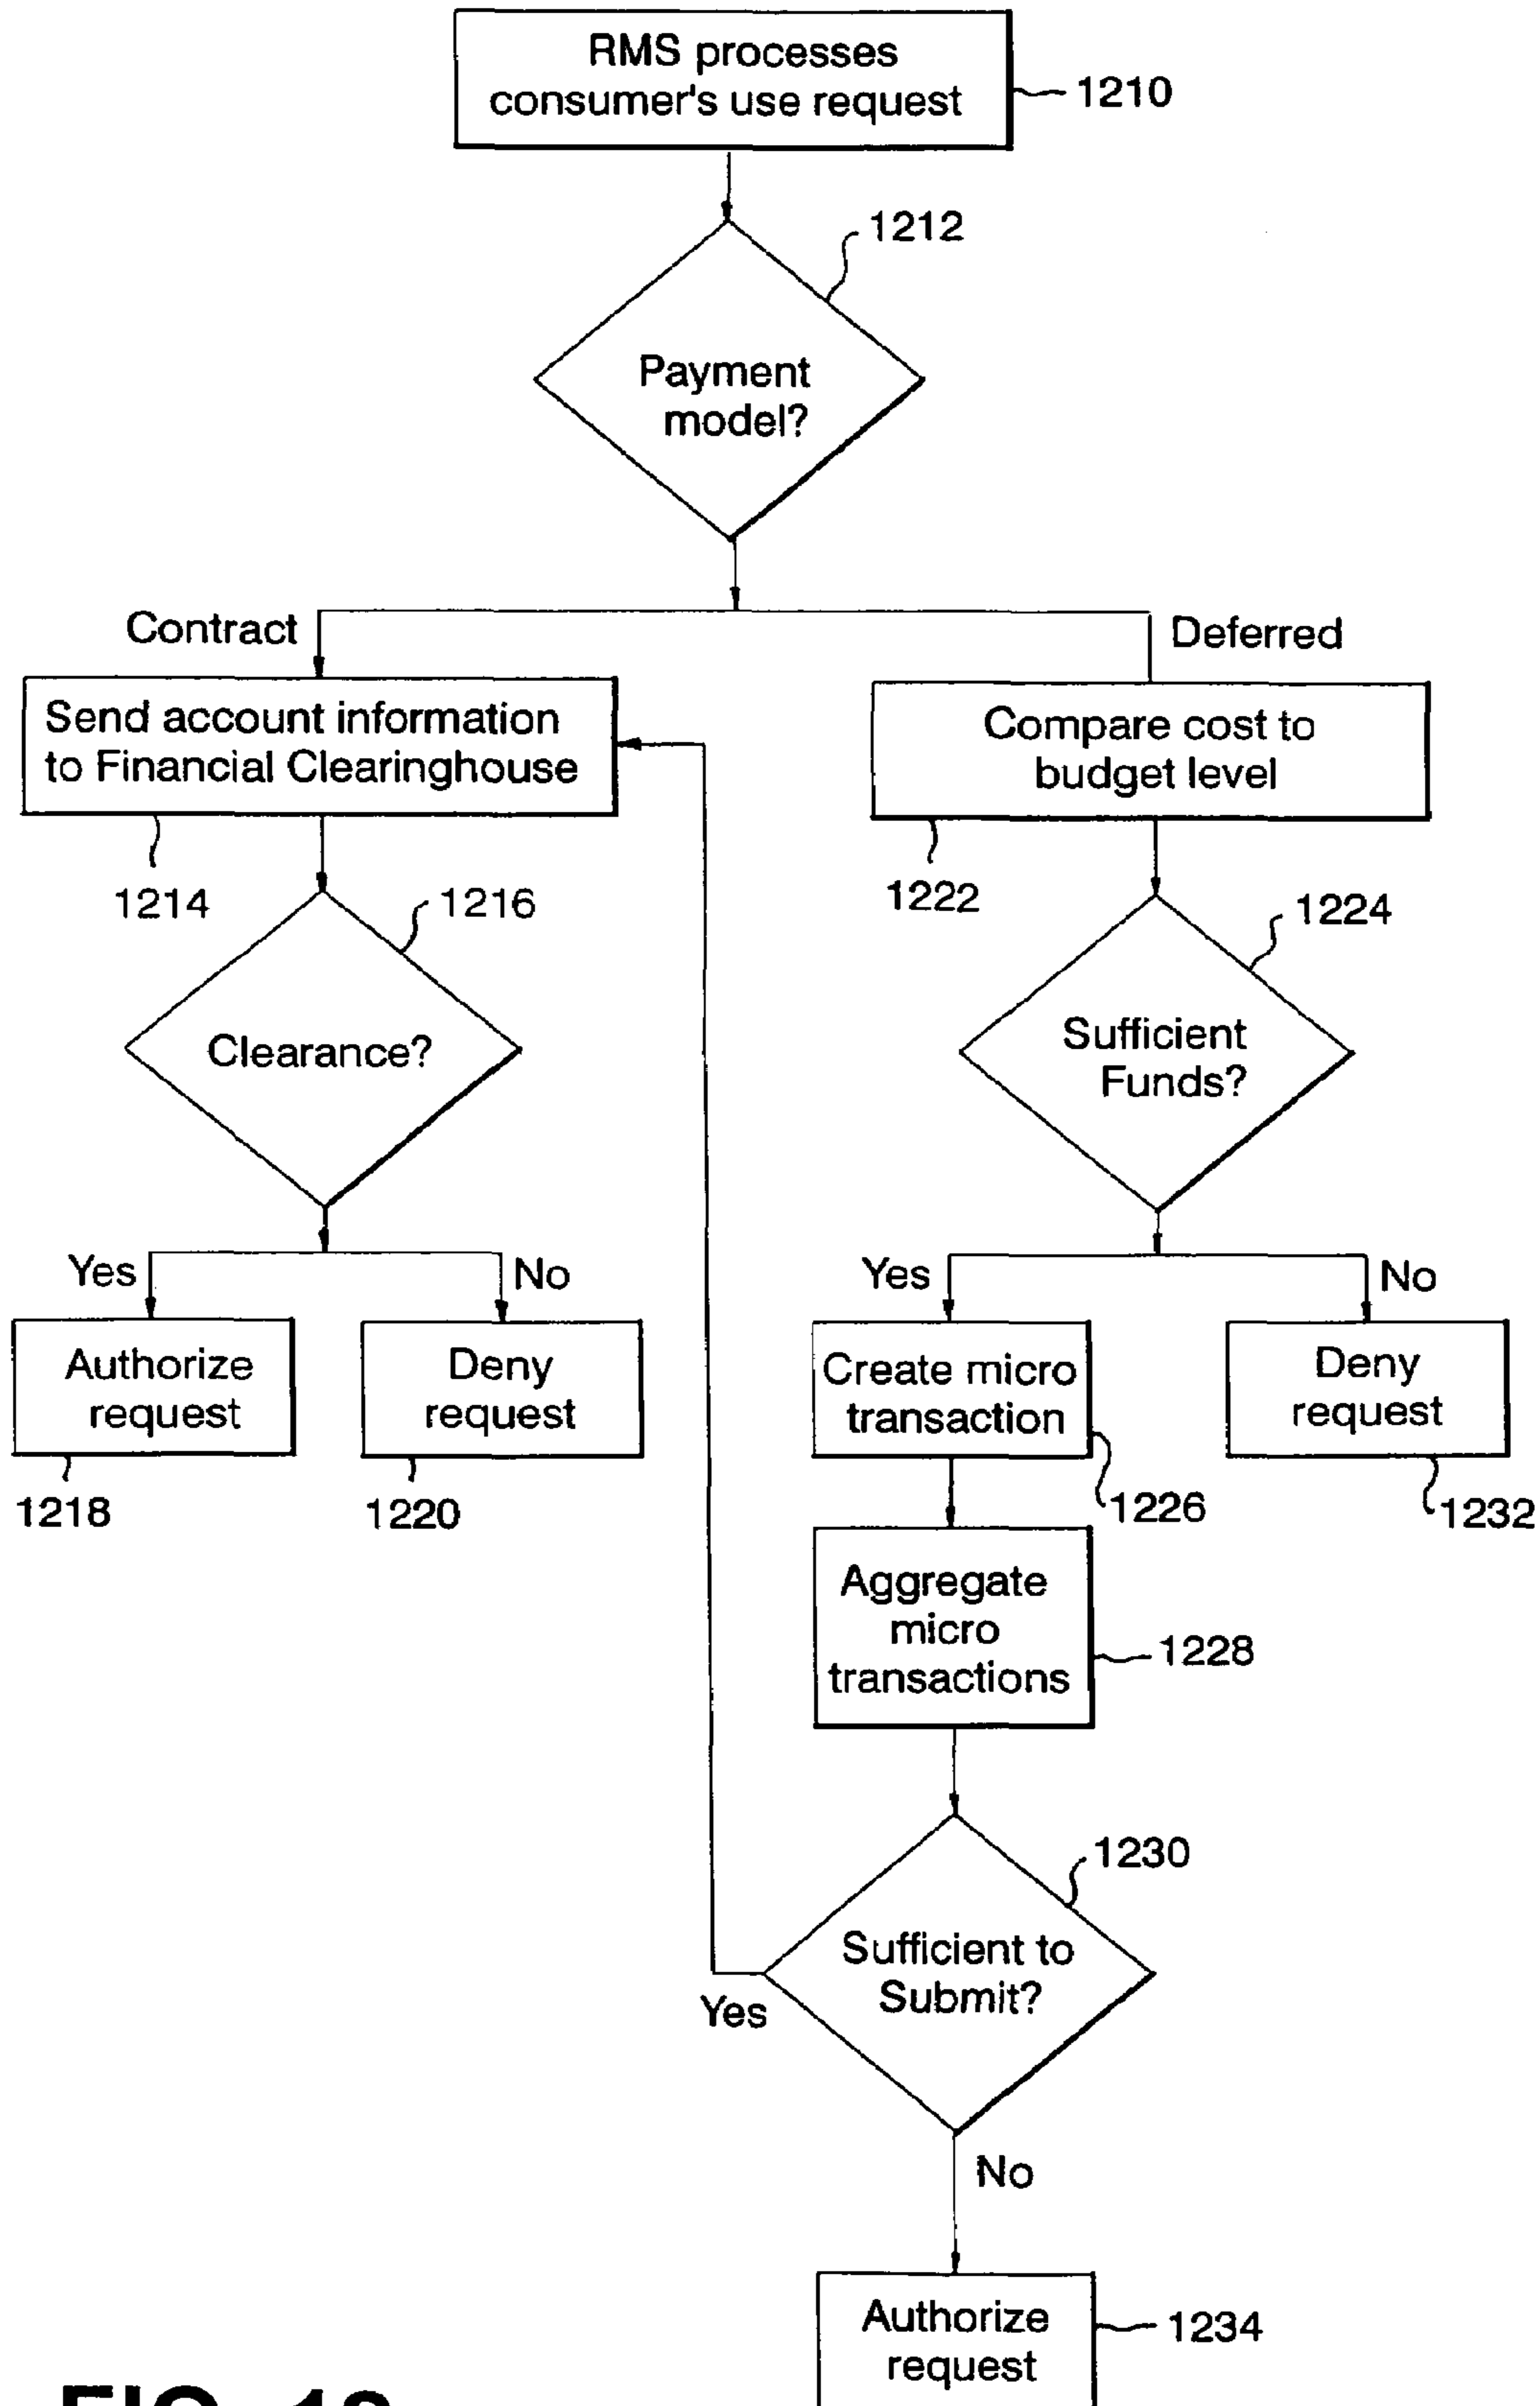 RMS processes
consumer's use request
1210
1212
Payment
model?
Contract
Deferred
Send account information
to Financial Clearinghouse
1214
Compare cost to
budget level
1222
1216
Clearance?
1224
Sufficient
Funds?
Yes
No
Yes
No
Authorize
request
1218
Deny
request
1220
Create micro
transaction
1226
Deny
request
1232
Aggregate
micro
transactions
1228
1230
Sufficient to
Submit?
Yes
No
Authorize
request
1234